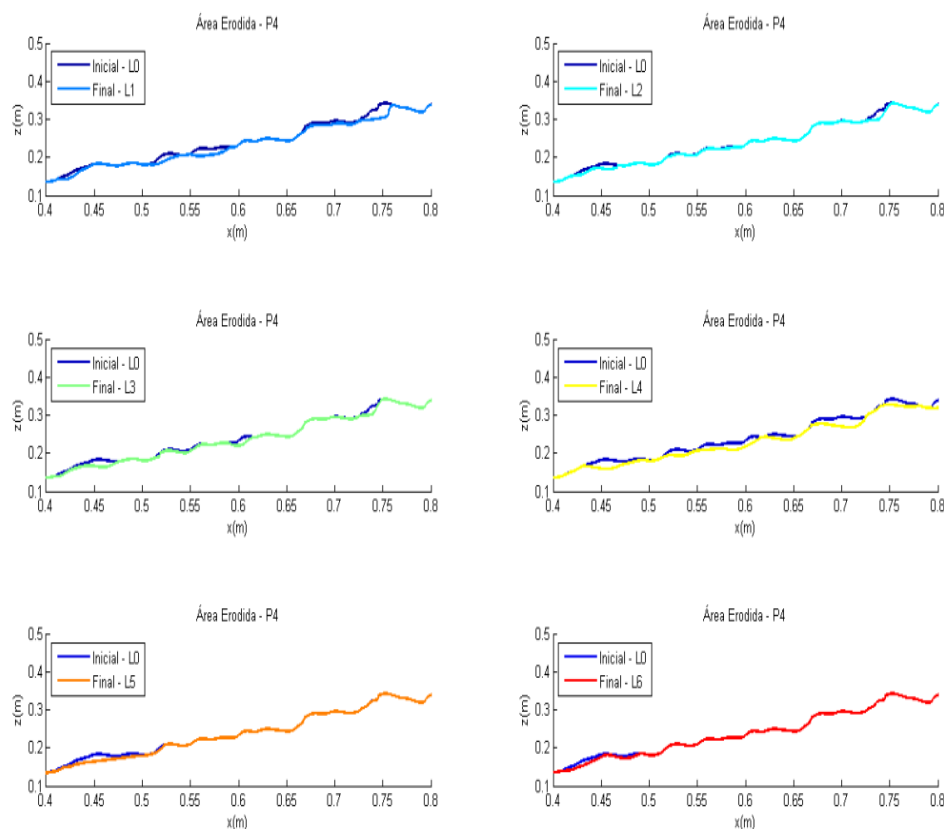 Área Erodida - P4
0.5
0.4
0.3
0.2
0.1
z(m)
Inicial - L0
Final - L1
0.4 0.45 0.5 0.55 0.6 0.65 0.7 0.75 0.8
x(m)
Área Erodida - P4
0.5
0.4
0.3
0.2
0.1
z(m)
Inicial - L0
Final - L2
0.4 0.45 0.5 0.55 0.6 0.65 0.7 0.75 0.8
x(m)
Área Erodida - P4
0.5
0.4
0.3
0.2
0.1
z(m)
Inicial - L0
Final - L3
0.4 0.45 0.5 0.55 0.6 0.65 0.7 0.75 0.8
x(m)
Área Erodida - P4
0.5
0.4
0.3
0.2
0.1
z(m)
Inicial - L0
Final - L4
0.4 0.45 0.5 0.55 0.6 0.65 0.7 0.75 0.8
x(m)
Área Erodida - P4
0.5
0.4
0.3
0.2
0.1
z(m)
Inicial - L0
Final - L5
0.4 0.45 0.5 0.55 0.6 0.65 0.7 0.75 0.8
x(m)
Área Erodida - P4
0.5
0.4
0.3
0.2
0.1
z(m)
Inicial - L0
Final - L6
0.4 0.45 0.5 0.55 0.6 0.65 0.7 0.75 0.8
x(m)